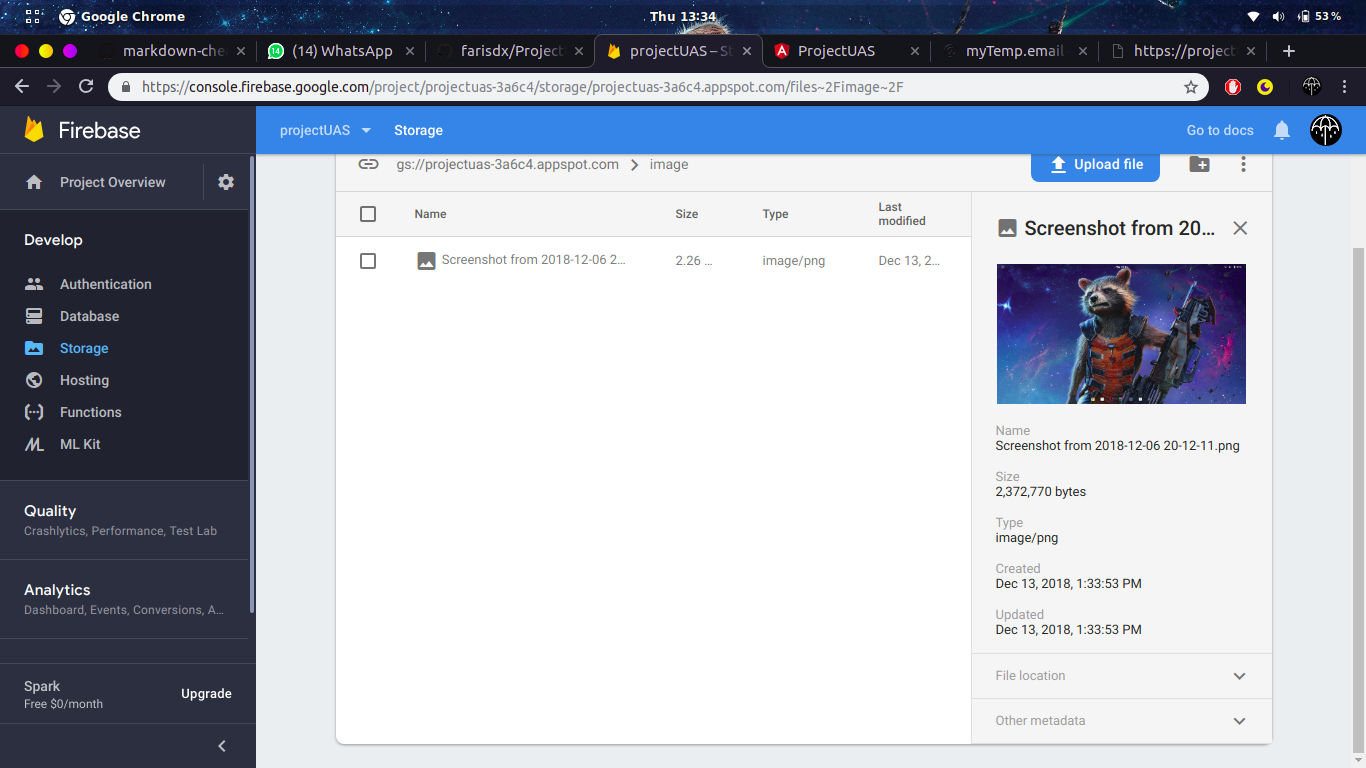 Google Chrome
Thu 13:34
53 %
markdown-che
(14) WhatsApp
farisdx/Project
projectUAS – St
ProjectUAS
myTemp.email -
https://project
https://console.firebase.google.com/project/projectuas-3a6c4/storage/projectuas-3a6c4.appspot.com/files~2Fimage~2F
Firebase
projectUAS
Storage
Go to docs
Project Overview
gs://projectuas-3a6c4.appspot.com
image
Upload file
Name
Size
Type
Last
modified
Screenshot from 20...
Develop
Screenshot from 2018-12-06 2...
2.26 ...
image/png
Dec 13, 2...
Authentication
Database
Storage
Hosting
Functions
ML Kit
Name
Screenshot from 2018-12-06 20-12-11.png
Size
2,372,770 bytes
Type
image/png
Created
Dec 13, 2018, 1:33:53 PM
Updated
Dec 13, 2018, 1:33:53 PM
File location
Other metadata
Quality
Crashlytics, Performance, Test Lab
Analytics
Dashboard, Events, Conversions, A...
Spark
Free $0/month
Upgrade